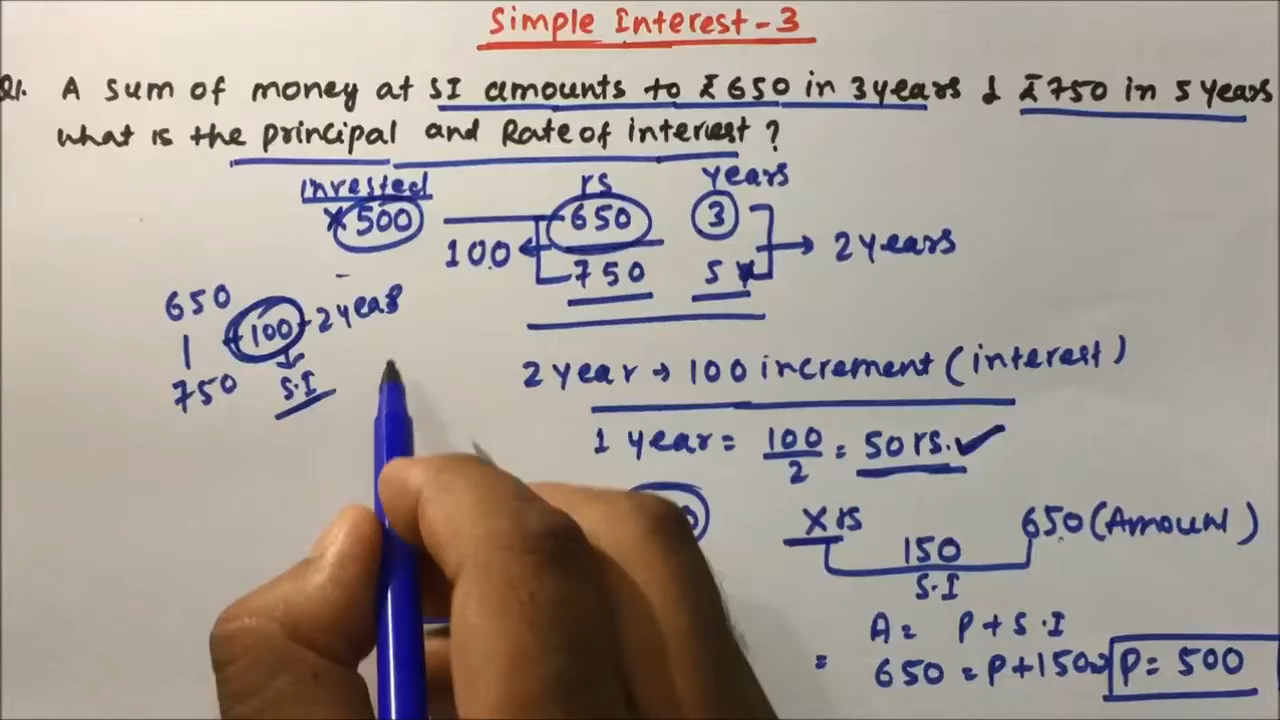 Simple Interest-3
Q1. A sum of money at SI amounts to ₹650 in 3 years & ₹750 in 5 years
what is the principal and Rate of interest?
invested rs years
x 500 650 3
100 2 years
750 5
650
100 - 2 year
750 S.I
2 year → 100 increment (interest)
1 year = 100/2 = 50 rs. ✓
X rs 650 (Amount)
150
S.I
A = P + S.I
= 650 = P + 150 P = 500